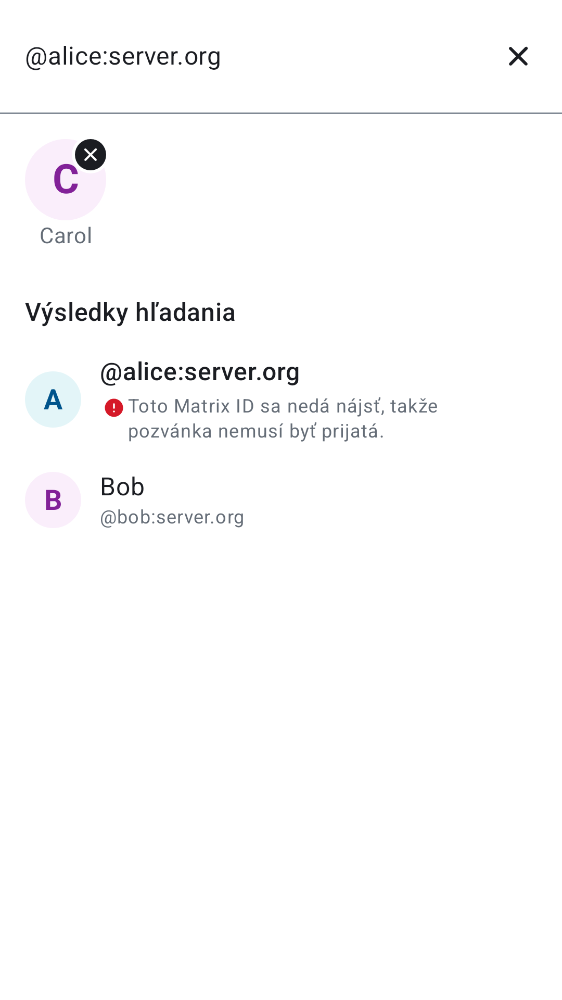 @alice:server.org
C
Carol
Výsledky hľadania
A
@alice:server.org
Toto Matrix ID sa nedá nájsť, takže
pozvánka nemusí byť prijatá.
B
Bob
@bob:server.org